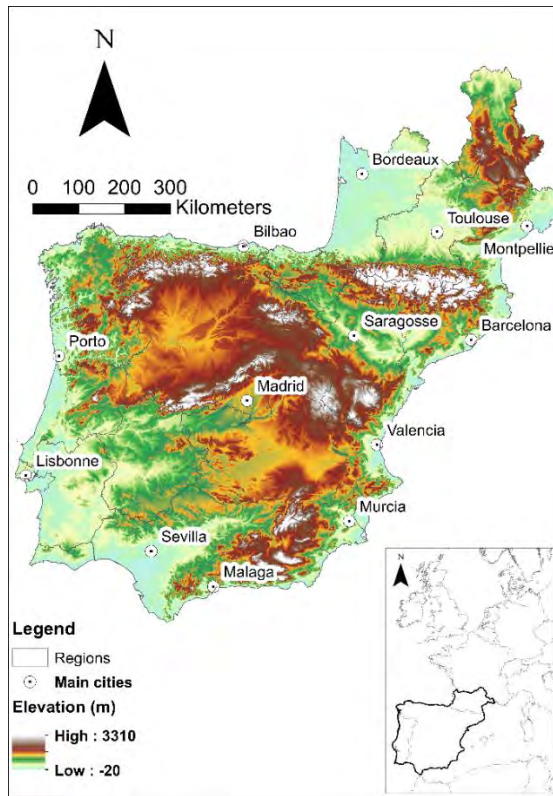 N
0 100 200 300
Kilometers
Bordeaux
Toulouse
Montpellie
Bilbao
Saragosse
Barcelona
Porto
Madrid
Valencia
Lisbonne
Murcia
Sevilla
Malaga
Legend
Regions
Main cities
Elevation (m)
High : 3310
Low : -20
N